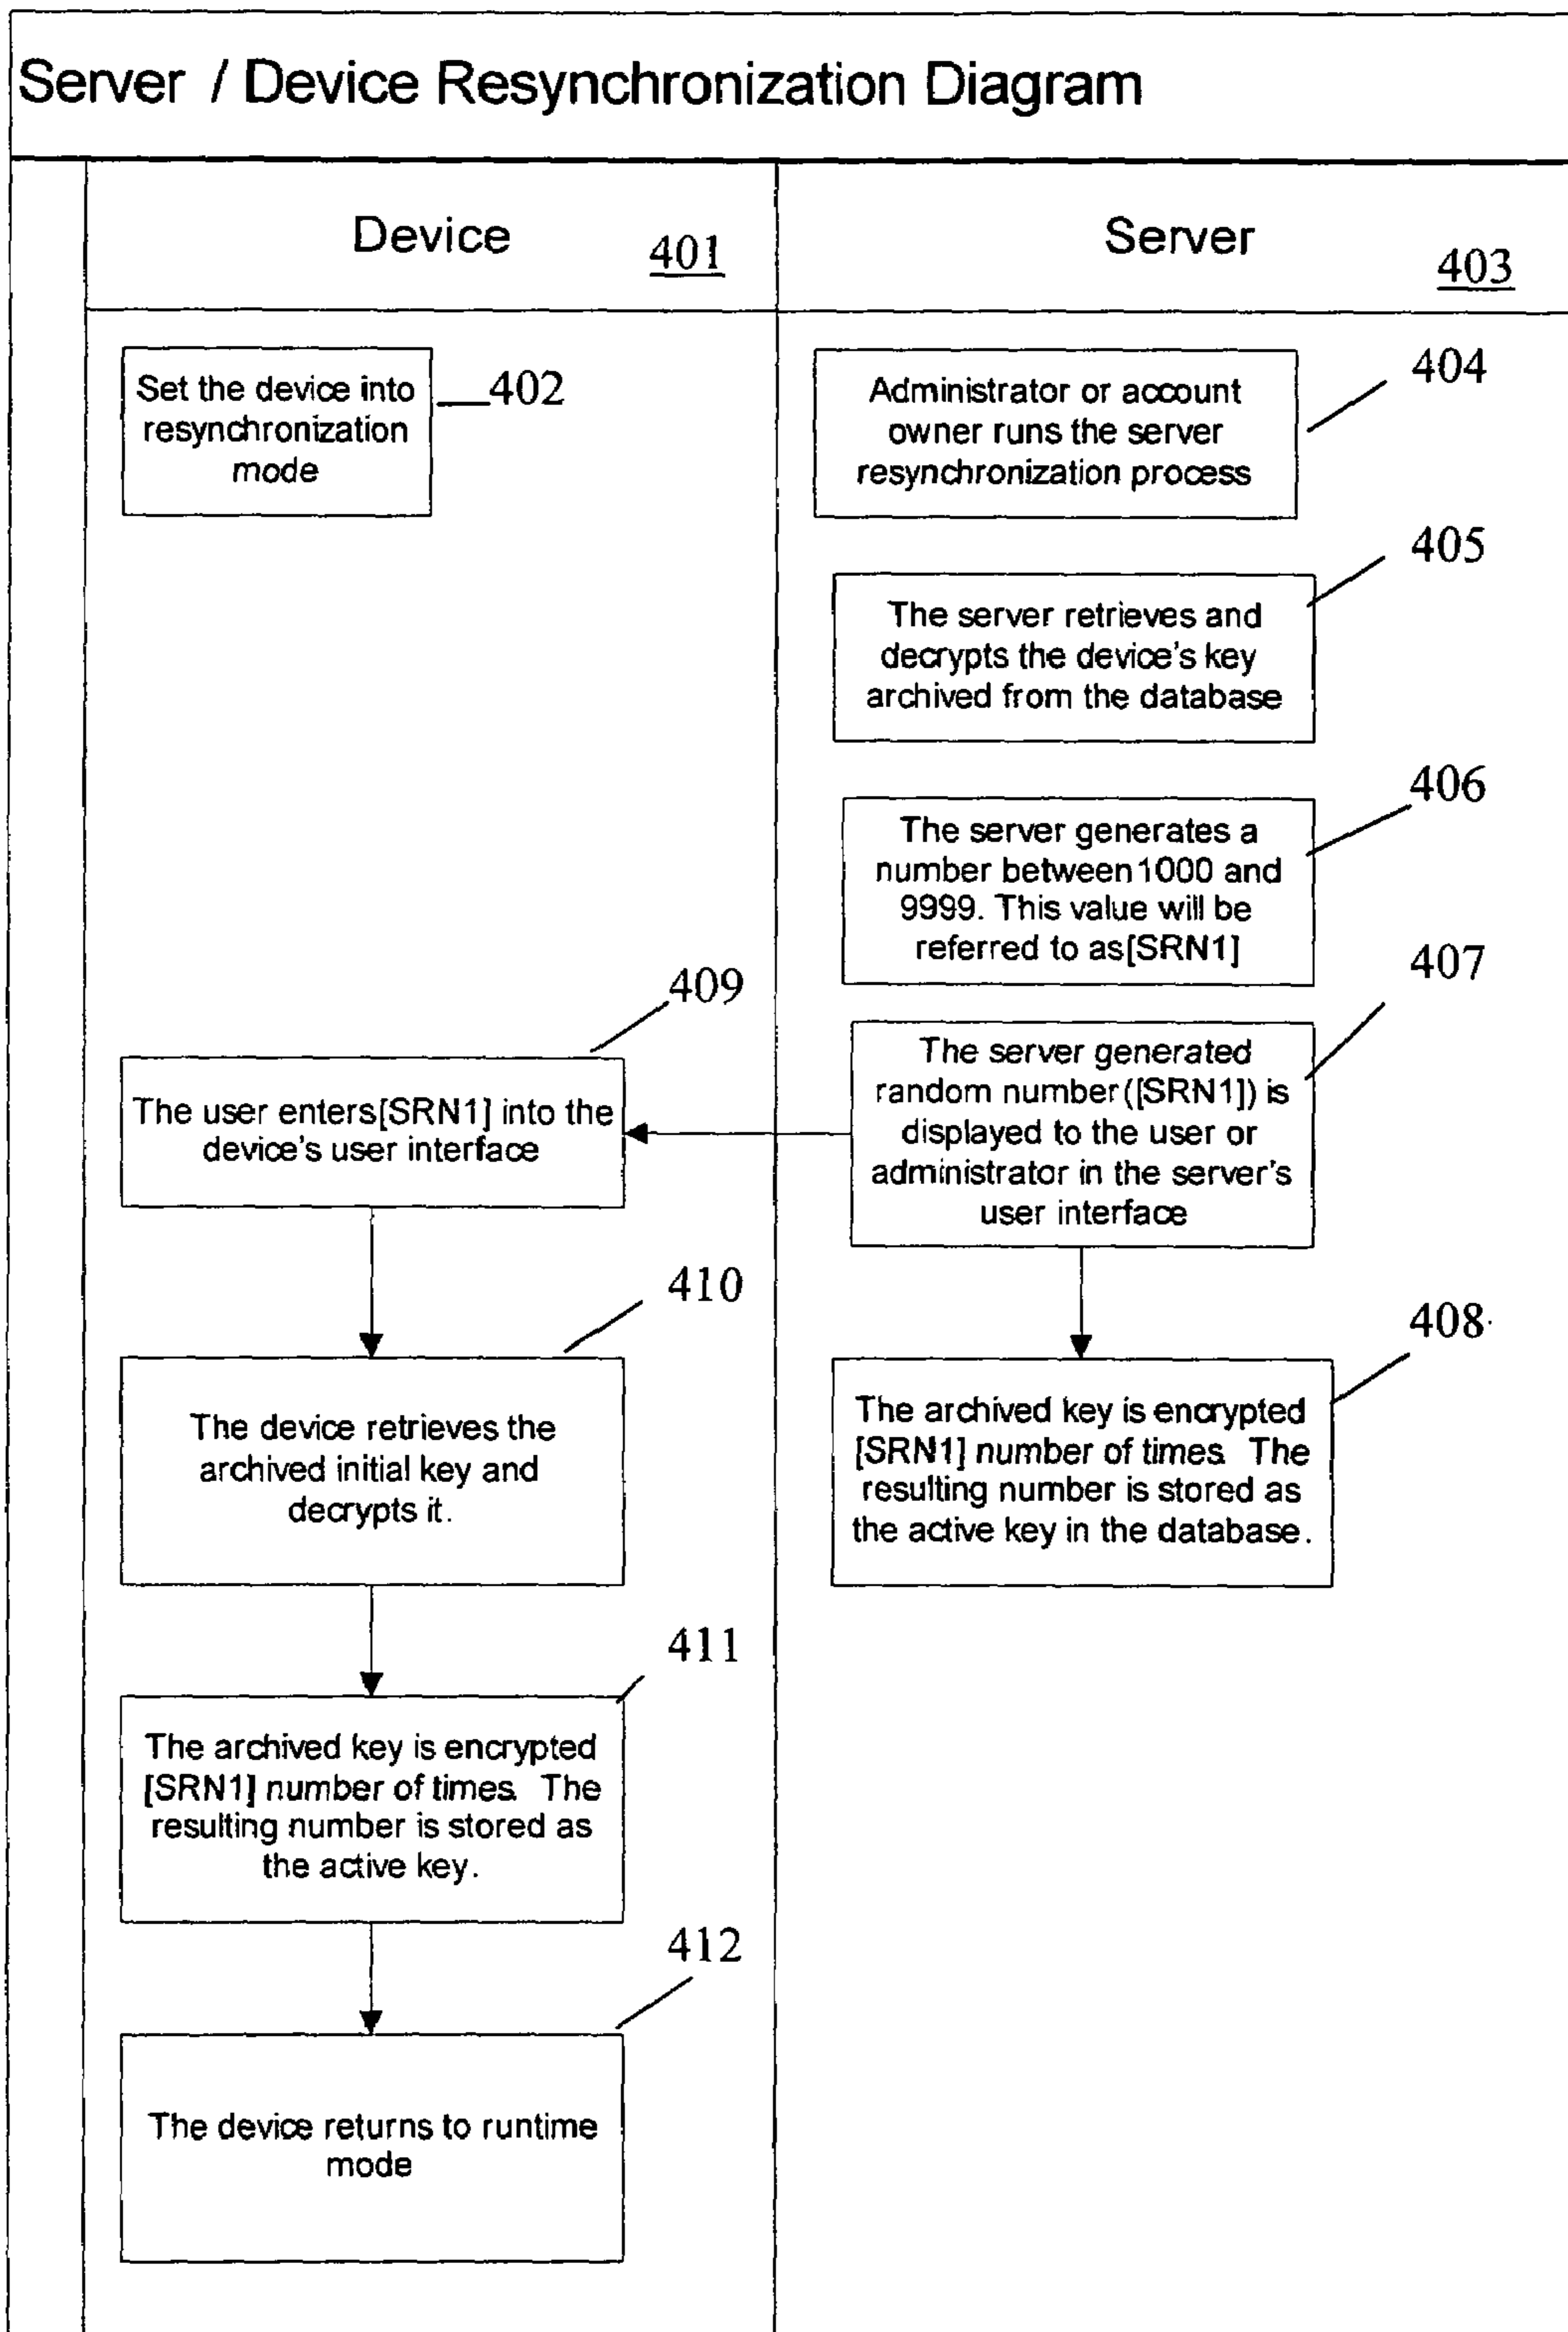 Server / Device Resynchronization Diagram
Device
401
Server
403
Set the device into
resynchronization
mode
402
Administrator or account
owner runs the server
resynchronization process
404
405
The server retrieves and
decrypts the device's key
archived from the database
406
The server generates a
number between 1000 and
9999. This value will be
referred to as [SRN1]
407
The server generated
random number ([SRN1]) is
displayed to the user or
administrator in the server's
user interface
409
The user enters [SRN1] into the
device's user interface
410
The device retrieves the
archived initial key and
decrypts it.
408
The archived key is encrypted
[SRN1] number of times. The
resulting number is stored as
the active key in the database.
411
The archived key is encrypted
[SRN1] number of times. The
resulting number is stored as
the active key.
412
The device returns to runtime
mode